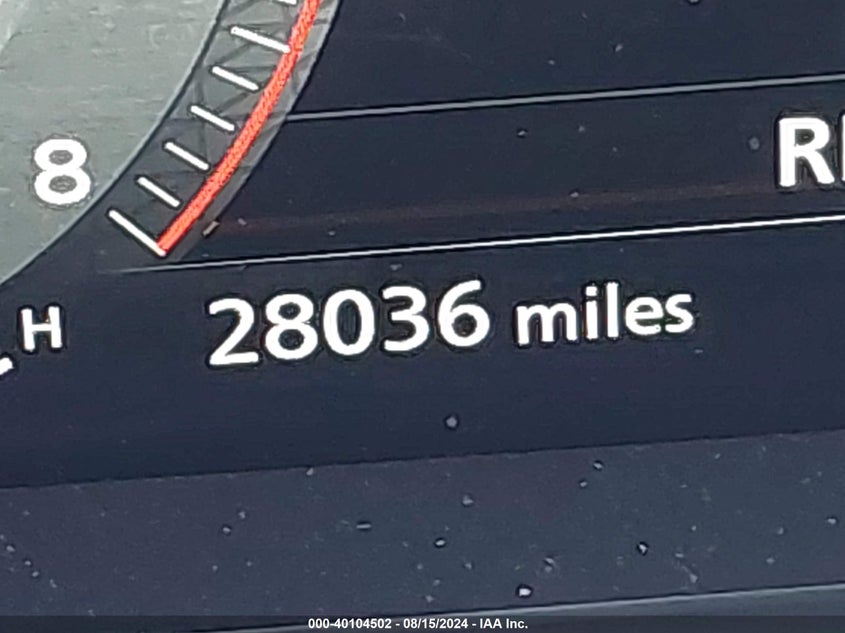 8
H
28036 miles
000-40104502 - 08/15/2024 - IAA Inc.